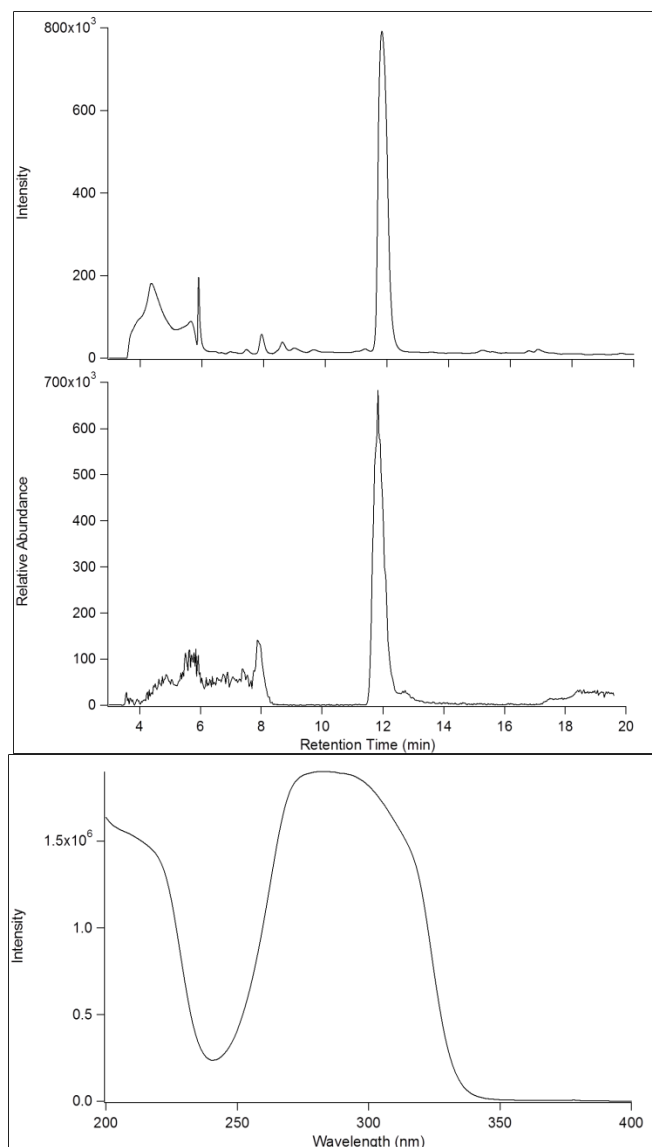 800x10³
600
400
200
0
Intensity
700x10³
600
500
400
300
200
100
0
Relative Abundance
4 6 8 10 12 14 16 18 20
Retention Time (min)
1.5x10⁶
1.0
0.5
0.0
Intensity
200 250 300 350 400
Wavelength (nm)